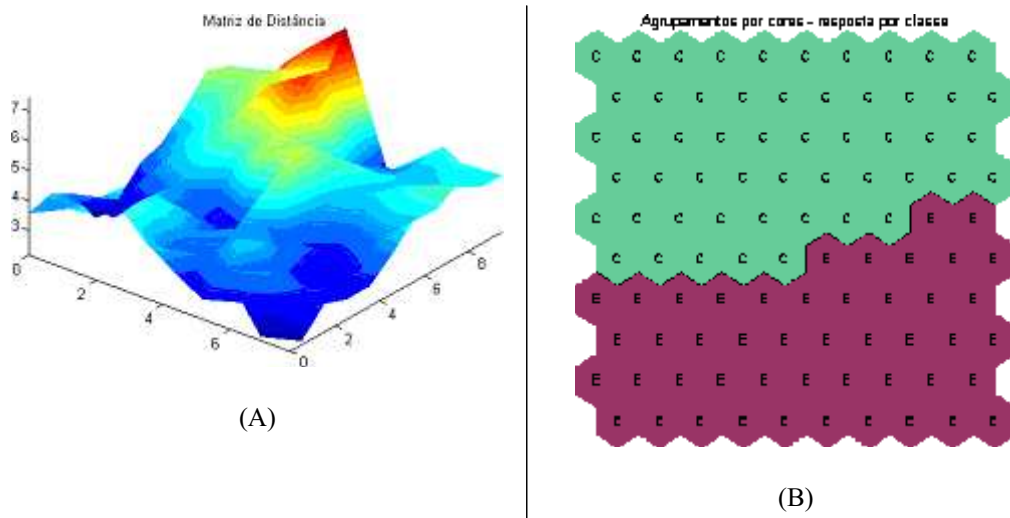 Matriz de Distância
7
6
5
4
3
0
2
4
6
0
2
4
6
8
(A)
Agrupamentos por cores - resposta por classe
C C C C C C C C C C
C C C C C C C C C C
C C C C C C C C C C
C C C C C C C C C C
C C C C C C C C E E
C C C C C E E E E E
E E E E E E E E E E
E E E E E E E E E E
E E E E E E E E E E
E E E E E E E E E E
(B)